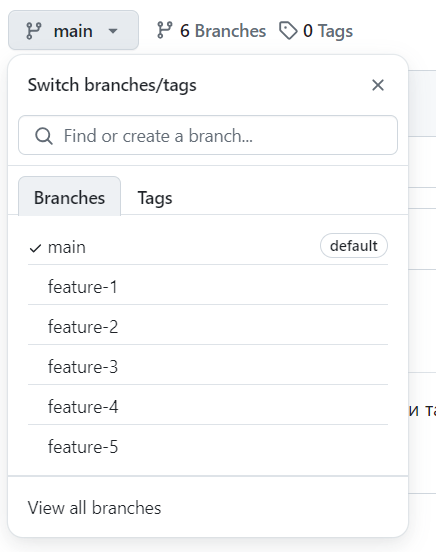 main 6 Branches 0 Tags
Switch branches/tags
Find or create a branch...
Branches Tags
main default
feature-1
feature-2
feature-3
feature-4
и та
feature-5
View all branches